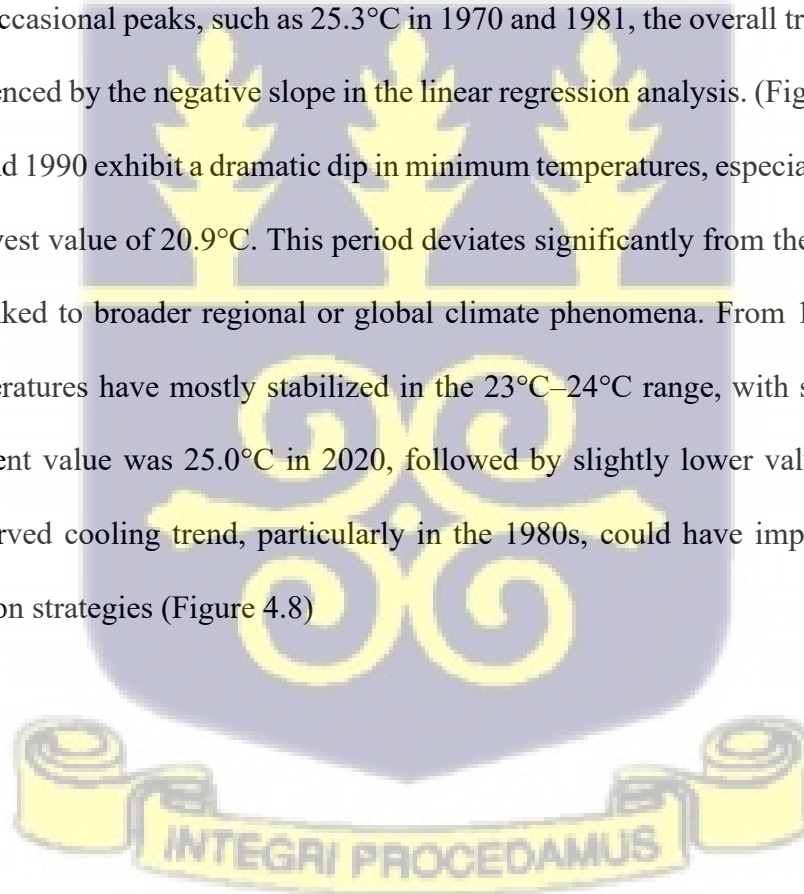 ccasional peaks, such as 25.3°C in 1970 and 1981, the overall tr
enced by the negative slope in the linear regression analysis. (Fig
d 1990 exhibit a dramatic dip in minimum temperatures, especia
vest value of 20.9°C. This period deviates significantly from the
ked to broader regional or global climate phenomena. From 1
ratures have mostly stabilized in the 23°C–24°C range, with s
ent value was 25.0°C in 2020, followed by slightly lower val
rved cooling trend, particularly in the 1980s, could have imp
on strategies (Figure 4.8)
INTEGRI PROCEDAMUS